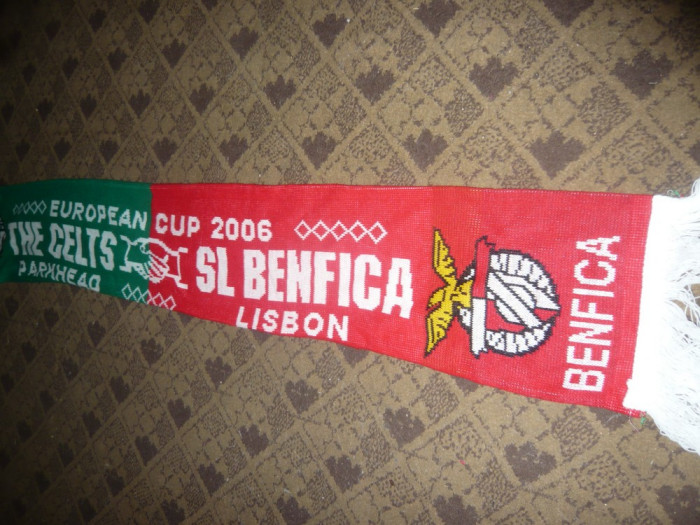 EUROPEAN CUP 2006
THE CELTS SL BENFICA
PARKHEAD LISBON
BENFICA